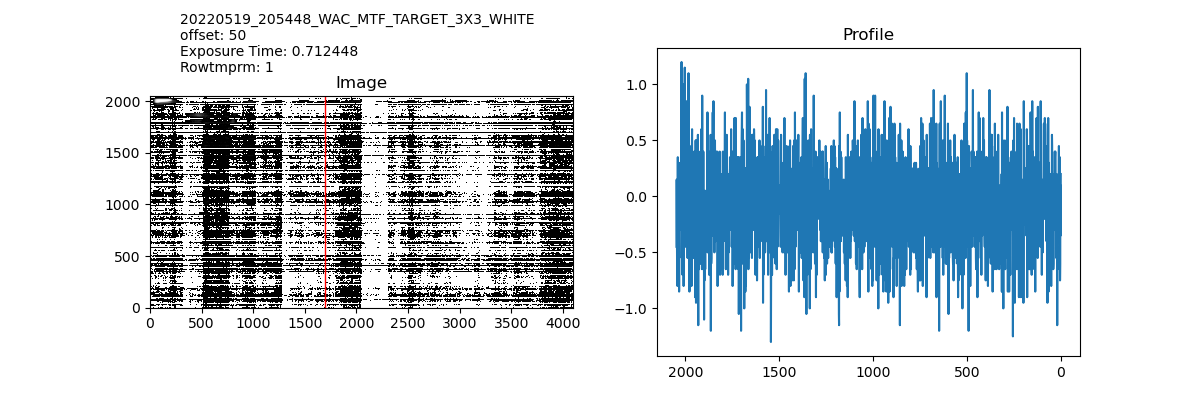 20220519_205448_WAC_MTF_TARGET_3X3_WHITE
offset: 50
Exposure Time: 0.712448
Rowtmprm: 1
Image
2000
1500
1000
500
0
0 500 1000 1500 2000 2500 3000 3500 4000
Profile
1.0
0.5
0.0
−0.5
−1.0
2000 1500 1000 500 0